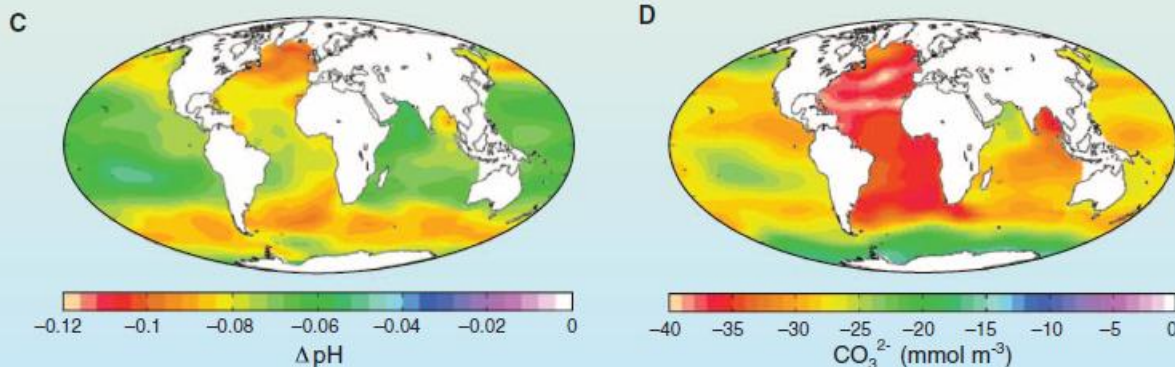 C
−0.12 −0.1 −0.08 −0.06 −0.04 −0.02 0
ΔpH
D
−40 −35 −30 −25 −20 −15 −10 −5 0
CO₃²⁻ (mmol m⁻³)